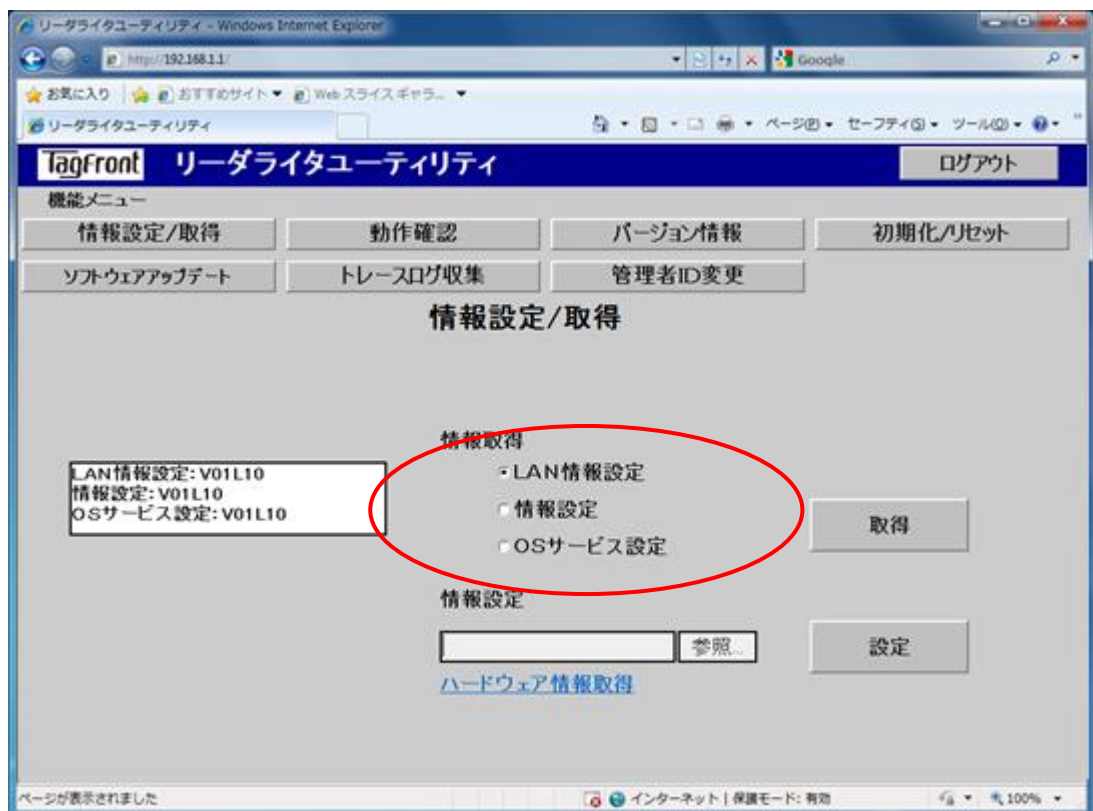 リーダライタユーティリティ - Windows Internet Explorer
http://192.168.1.1/
Google
お気に入り おすすめサイト Web スライス ギャラ...
リーダライタユーティリティ
ページ(P) セーフティ(S) ツール(O)
TagFront リーダライタユーティリティ ログアウト
機能メニュー
情報設定/取得 動作確認 バージョン情報 初期化/リセット
ソフトウェアアップデート トレースログ収集 管理者ID変更
情報設定/取得
情報取得
LAN情報設定: V01L10
情報設定: V01L10
OSサービス設定: V01L10
LAN情報設定
情報設定
OSサービス設定
取得
情報設定
参照...
設定
ハードウェア情報取得
ページが表示されました インターネット | 保護モード: 有効 100%